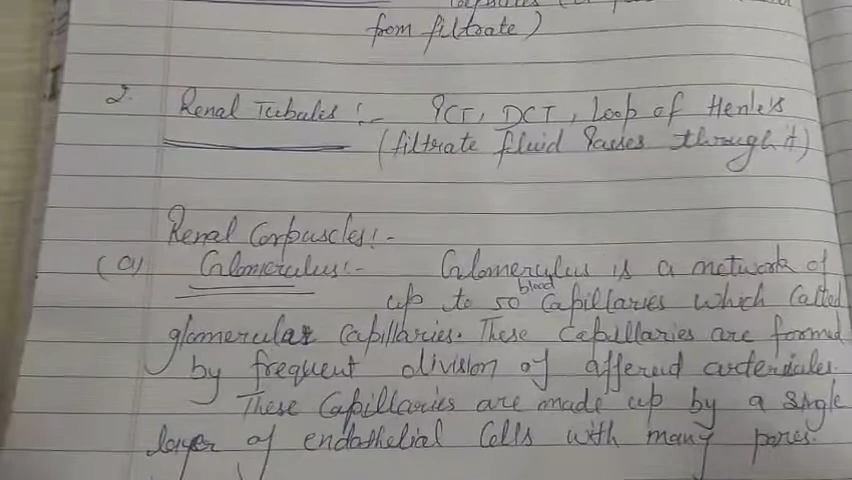 from filtrate)
2. Renal Tubules:- PCT, DCT, Loop of Henle's
(filtrate fluid Passes through it)
Renal Corpuscles:-
(a) Glomerulus:- Glomerulus is a network of
up to 50 blood Capillaries which Called
glomerular Capillaries. These Capillaries are formed
by frequent division of afferend arterioles.
These Capillaries are made up by a single
layer of endothelial Cells with many pores.